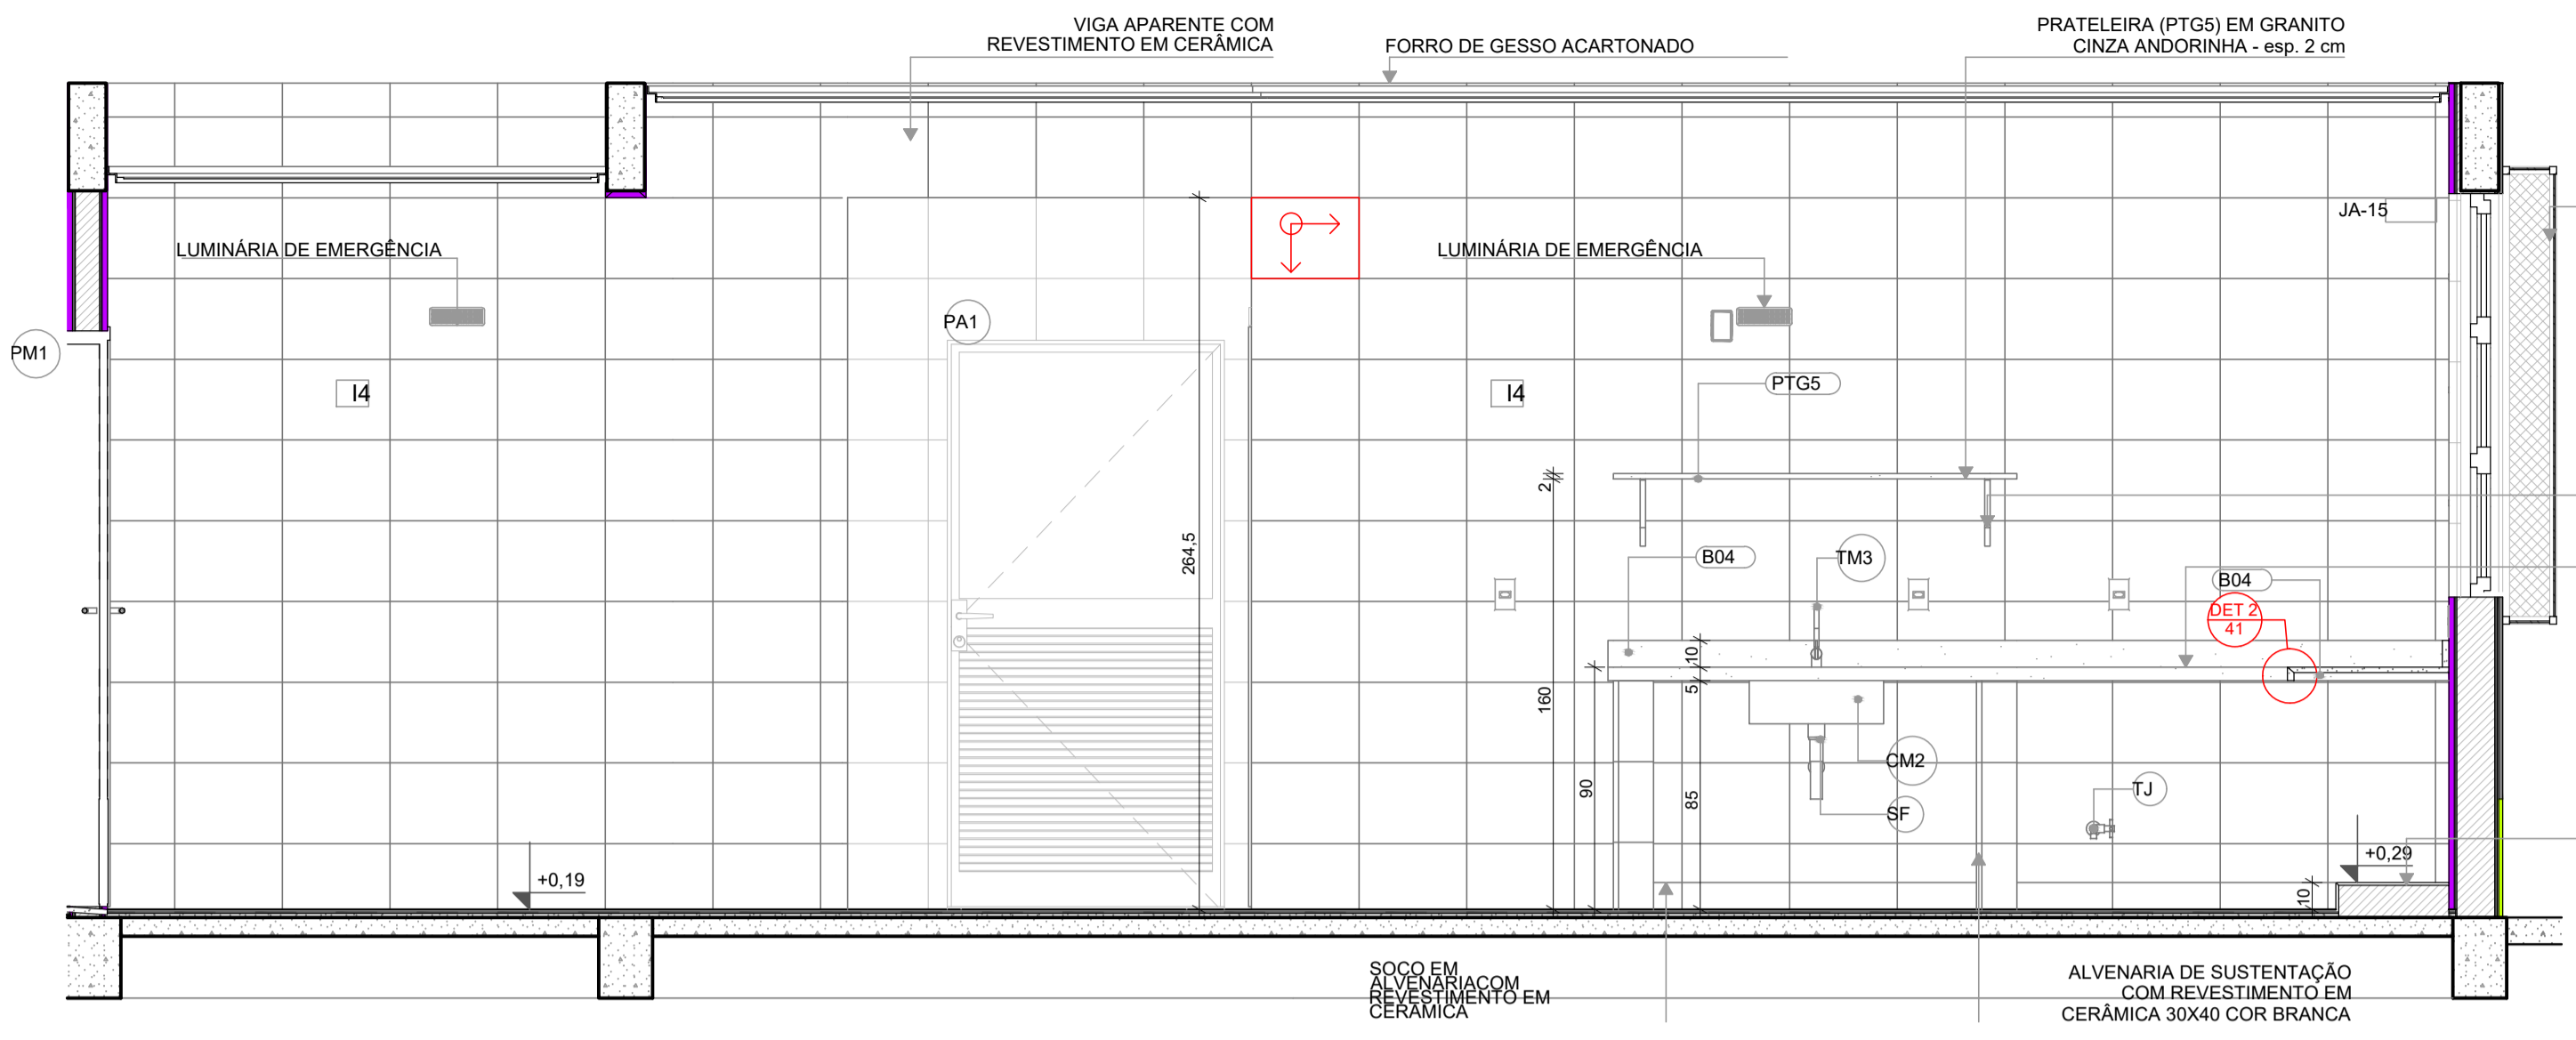 VIGA APARENTE COM
REVESTIMENTO EM CERÂMICA
FORRO DE GESSO ACARTONADO
PRATELEIRA (PTG5) EM GRANITO
CINZA ANDORINHA - esp. 2 cm
JA-15
LUMINÁRIA DE EMERGÊNCIA
LUMINÁRIA DE EMERGÊNCIA
PA1
PM1
I4
I4
PTG5
2
264,5
B04
TM3
B04
DET 2
41
10
5
160
90
85
CM2
SF
TJ
+0,19
+0,29
10
SOCO EM
ALVENARIACOM
REVESTIMENTO EM
CERAMICA
ALVENARIA DE SUSTENTAÇÃO
COM REVESTIMENTO EM
CERÂMICA 30X40 COR BRANCA